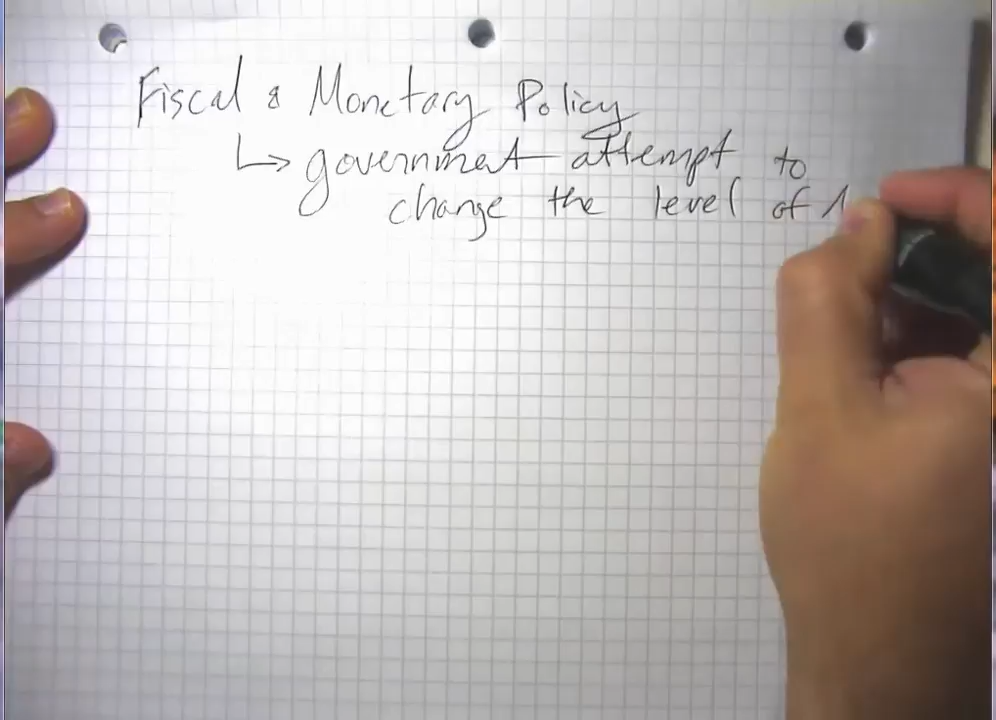 Fiscal & Monetary Policy
↳ government attempt to
change the level of